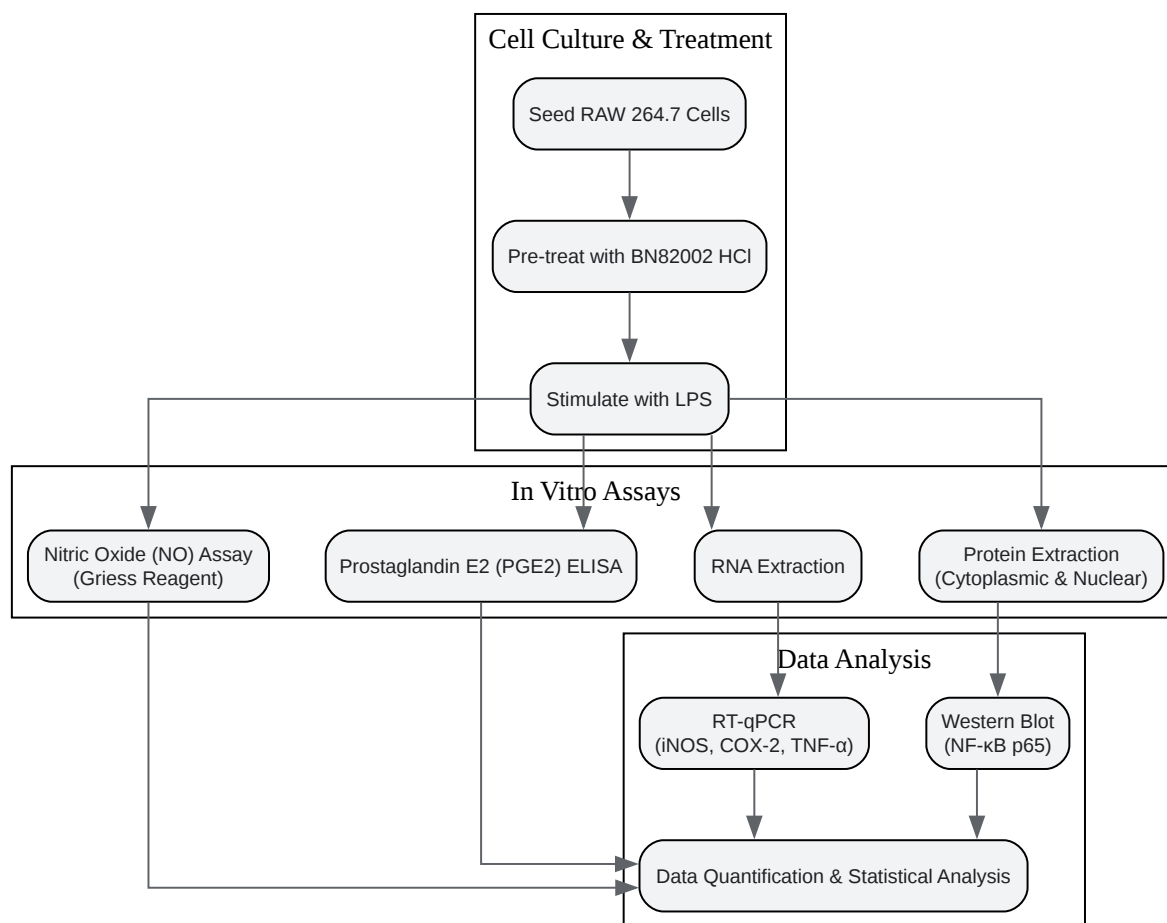 Cell Culture & Treatment
Seed RAW 264.7 Cells
Pre-treat with BN82002 HCl
Stimulate with LPS
In Vitro Assays
Nitric Oxide (NO) Assay
(Griess Reagent)
Prostaglandin E2 (PGE2) ELISA
RNA Extraction
Protein Extraction
(Cytoplasmic & Nuclear)
Data Analysis
RT-qPCR
(iNOS, COX-2, TNF-α)
Western Blot
(NF-κB p65)
Data Quantification & Statistical Analysis